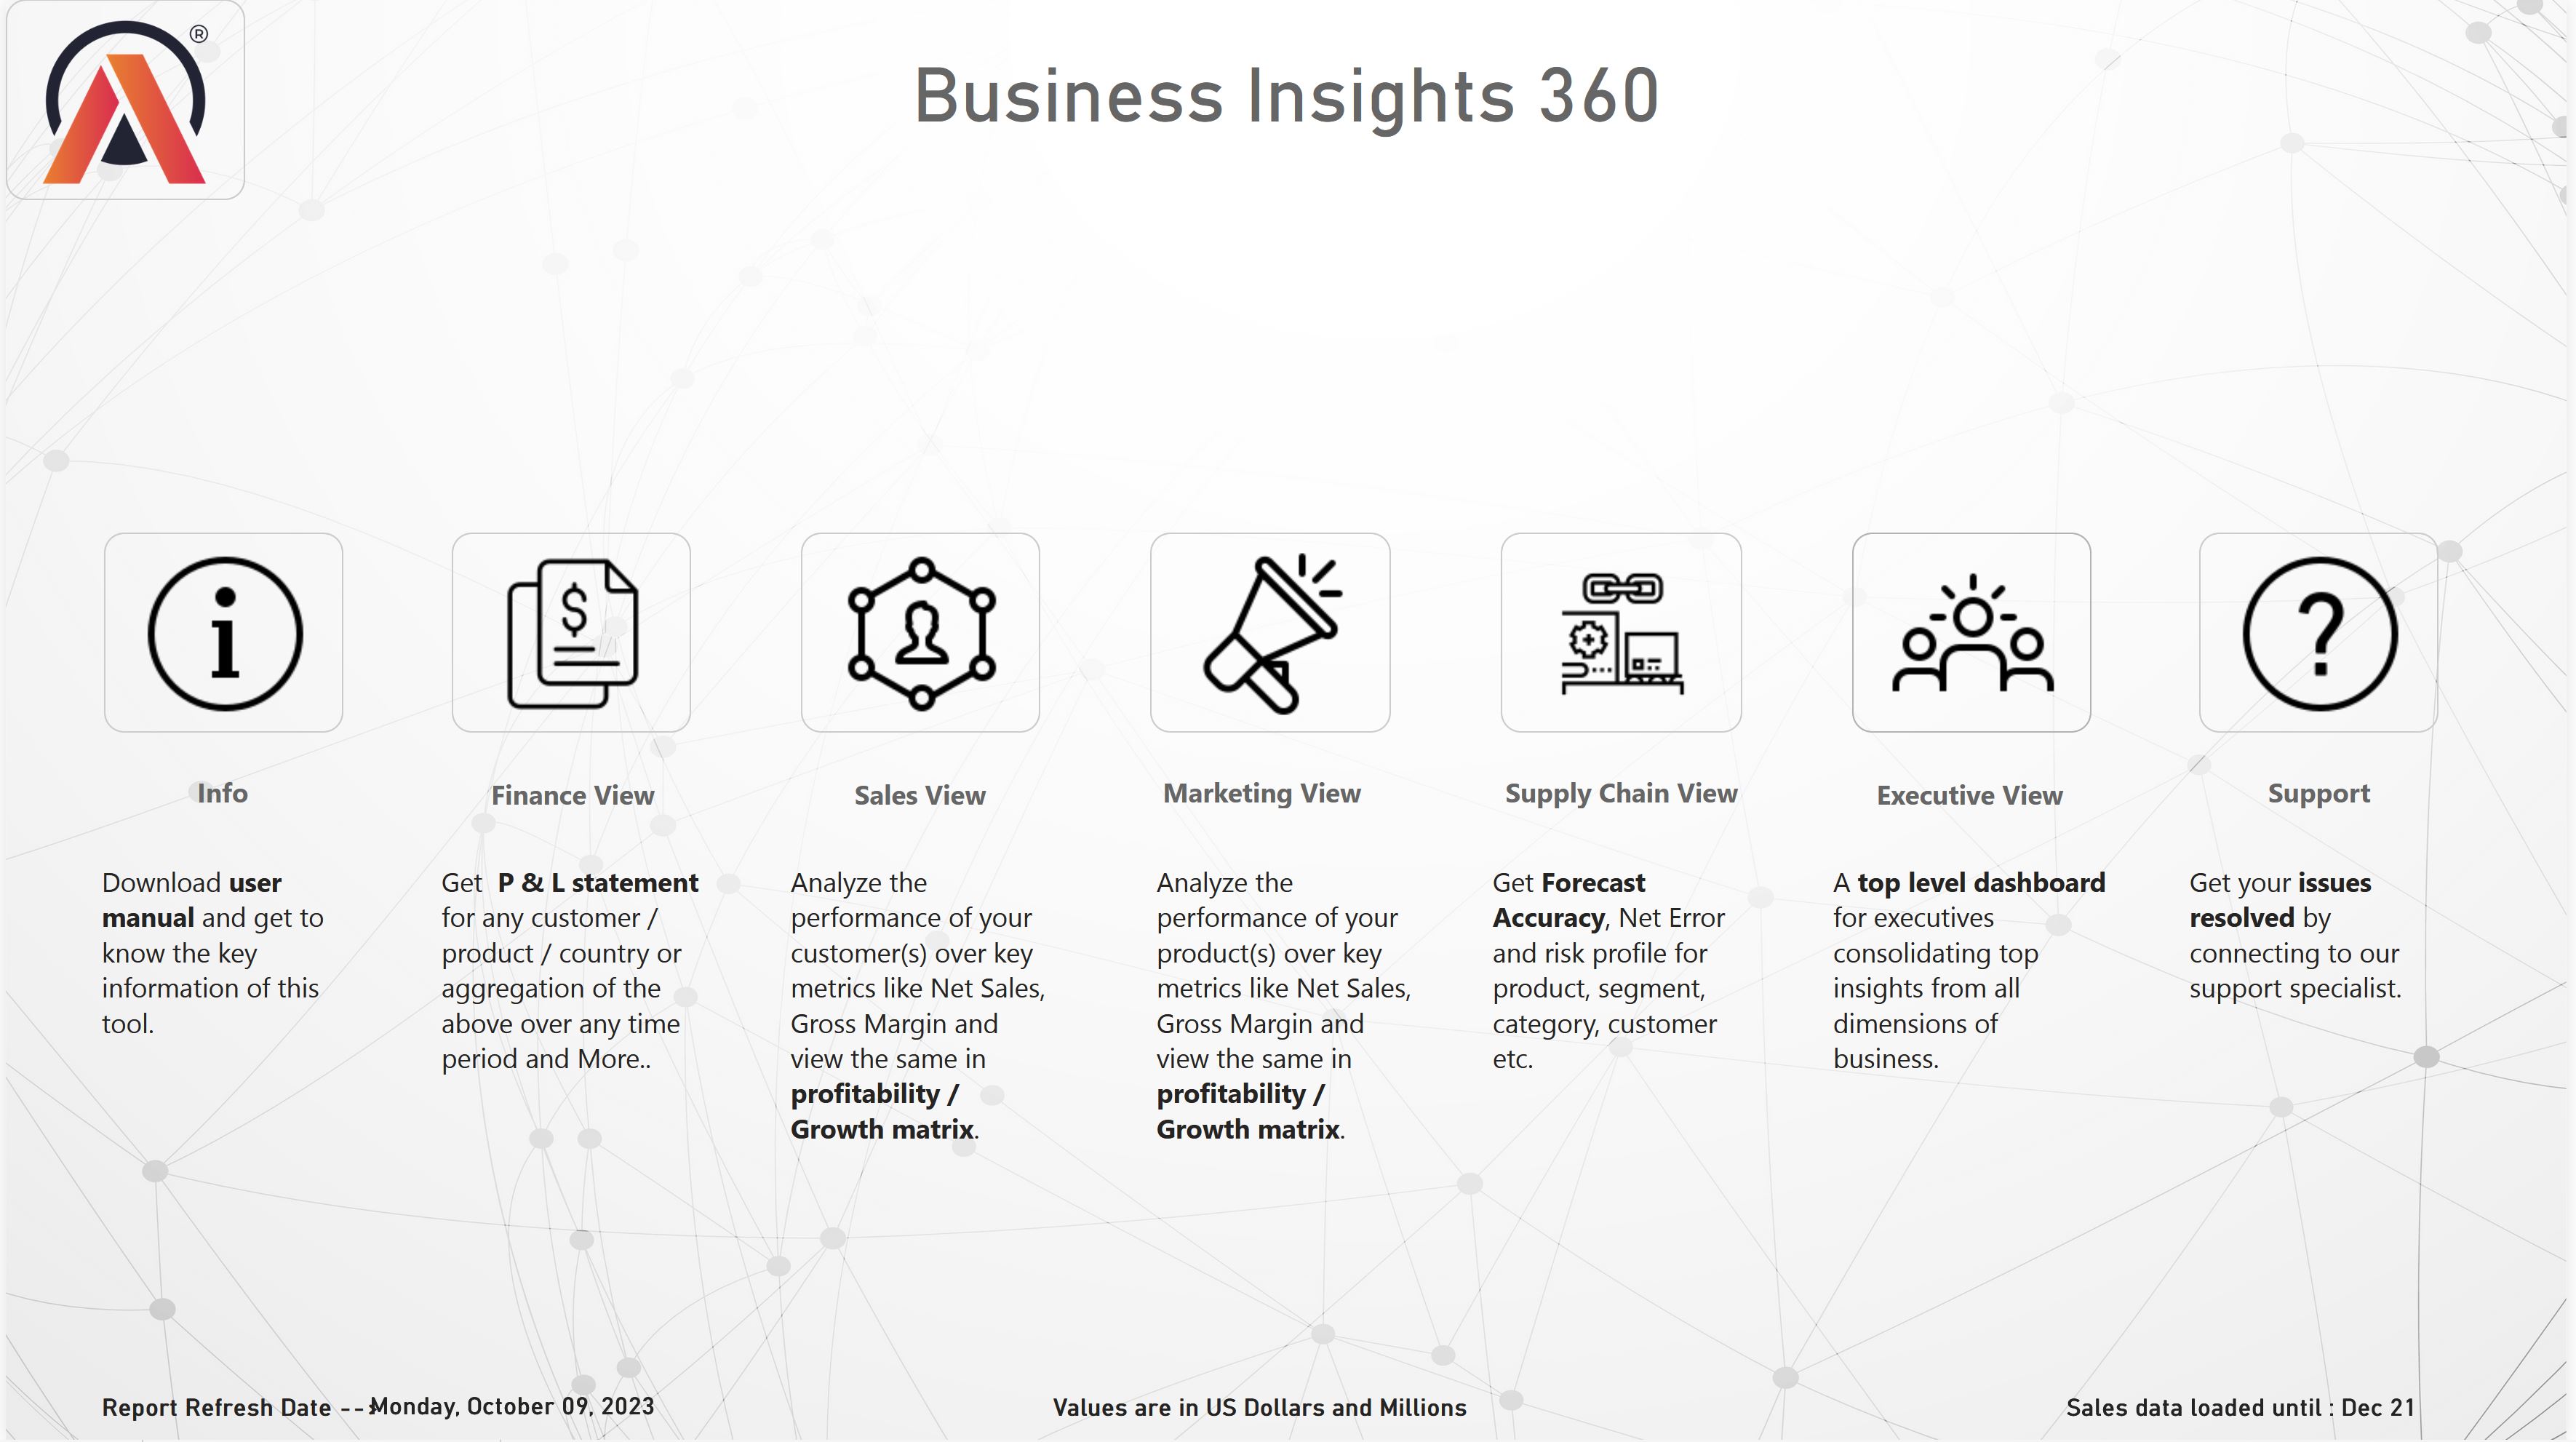 ®
Business Insights 360
Info
Download user
manual and get to
know the key
information of this
tool.
Finance View
Get P & L statement
for any customer /
product / country or
aggregation of the
above over any time
period and More..
Sales View
Analyze the
performance of your
customer(s) over key
metrics like Net Sales,
Gross Margin and
view the same in
profitability /
Growth matrix.
Marketing View
Analyze the
performance of your
product(s) over key
metrics like Net Sales,
Gross Margin and
view the same in
profitability /
Growth matrix.
Supply Chain View
Get Forecast
Accuracy, Net Error
and risk profile for
product, segment,
category, customer
etc.
Executive View
A top level dashboard
for executives
consolidating top
insights from all
dimensions of
business.
Support
Get your issues
resolved by
connecting to our
support specialist.
Report Refresh Date --> Monday, October 09, 2023
Values are in US Dollars and Millions
Sales data loaded until : Dec 21